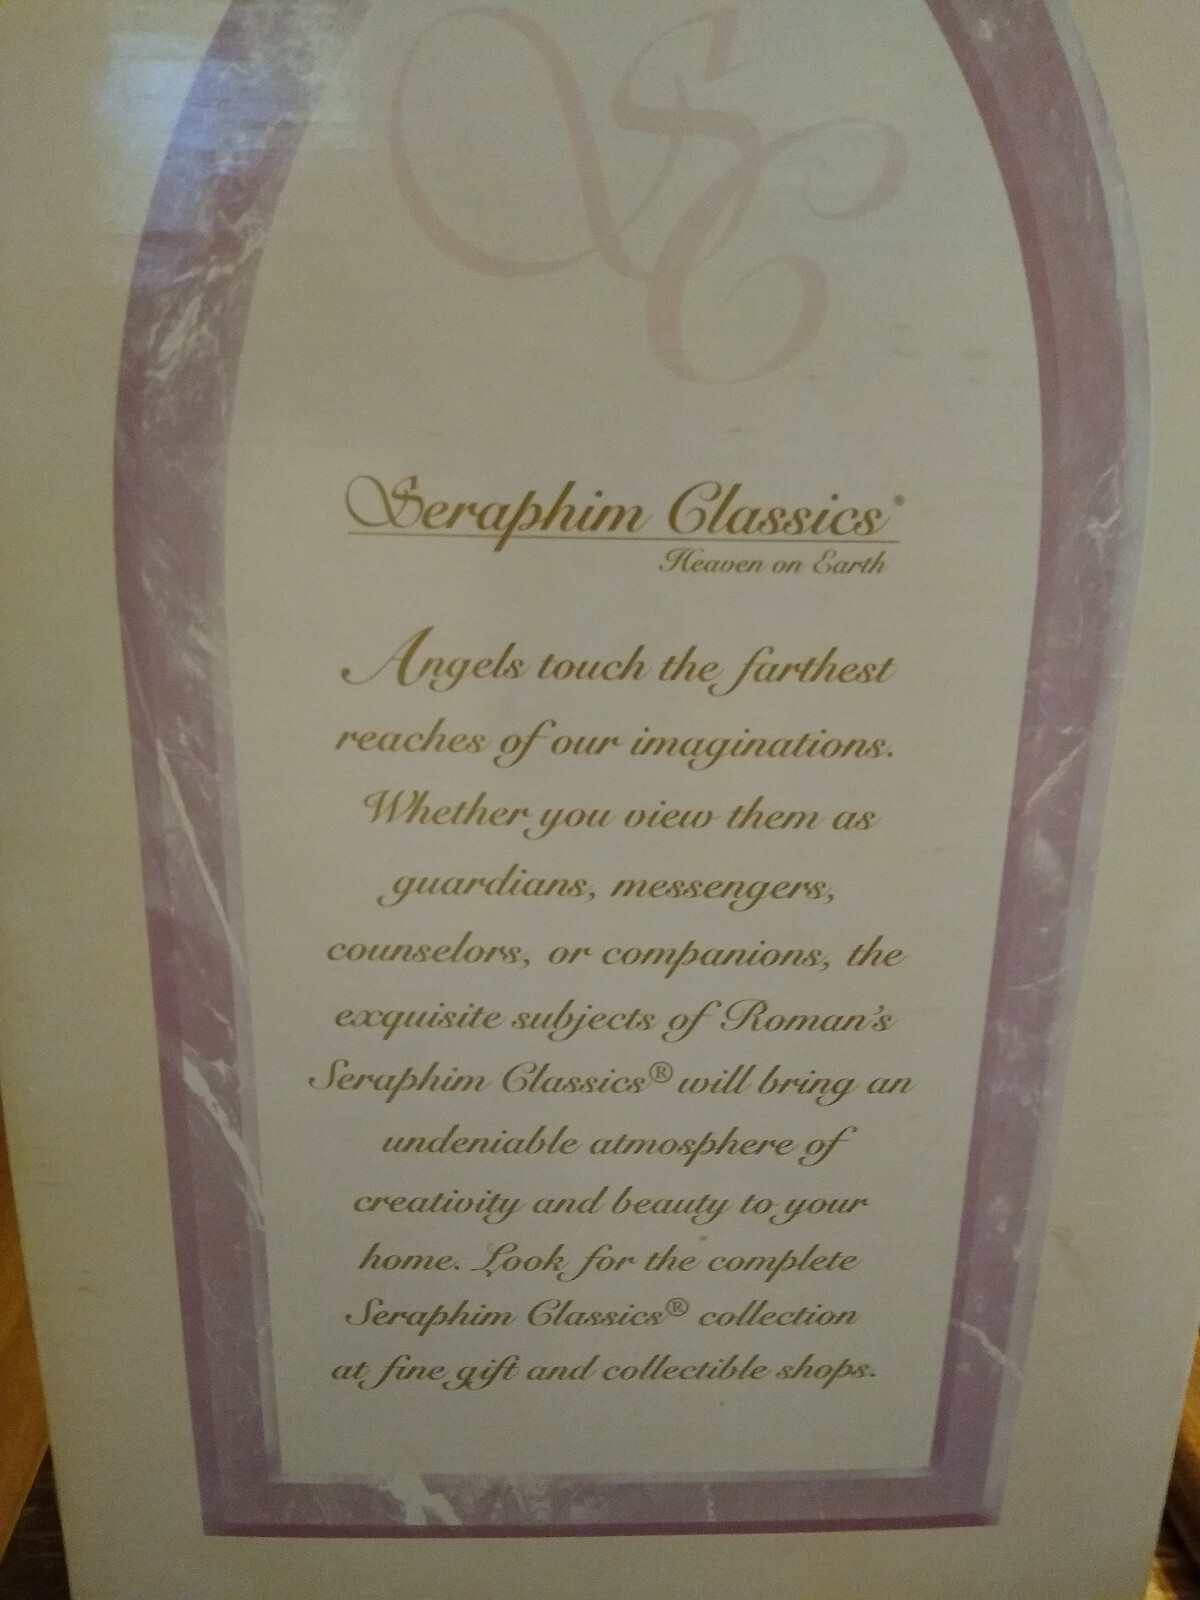 SC
Seraphim Classics®
Heaven on Earth
Angels touch the farthest
reaches of our imaginations.
Whether you view them as
guardians, messengers,
counselors, or companions, the
exquisite subjects of Roman's
Seraphim Classics® will bring an
undeniable atmosphere of
creativity and beauty to your
home. Look for the complete
Seraphim Classics® collection
at fine gift and collectible shops.